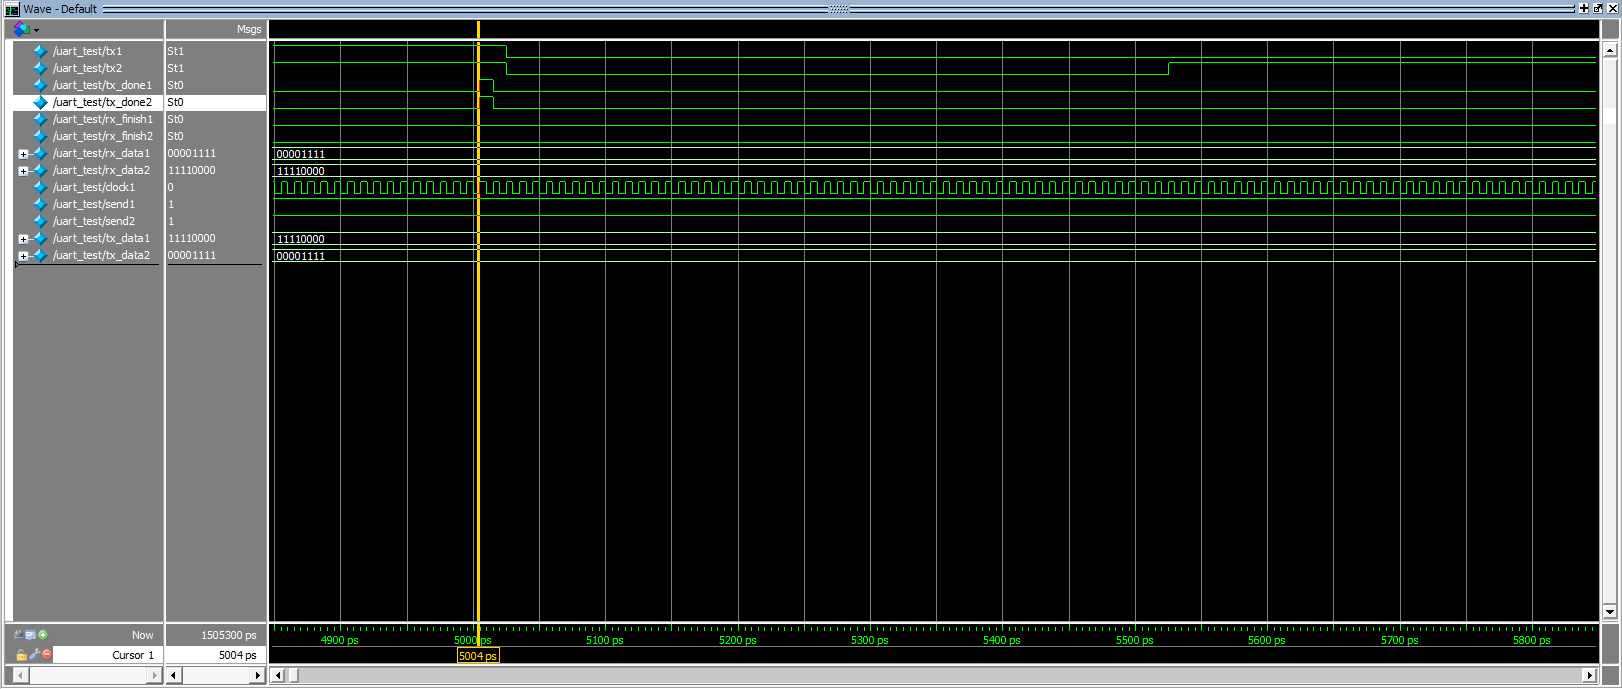 Wave - Default
Msgs
/uart_test/tx1 St1
/uart_test/tx2 St1
/uart_test/tx_done1 St0
/uart_test/tx_done2 St0
/uart_test/rx_finish1 St0
/uart_test/rx_finish2 St0
/uart_test/rx_data1 00001111 00001111
/uart_test/rx_data2 11110000 11110000
/uart_test/clock1 0
/uart_test/send1 1
/uart_test/send2 1
/uart_test/tx_data1 11110000 11110000
/uart_test/tx_data2 00001111 00001111
Now 1505300 ps 4900 ps 5000 ps 5100 ps 5200 ps 5300 ps 5400 ps 5500 ps 5600 ps 5700 ps 5800 ps
Cursor 1 5004 ps 5004 ps